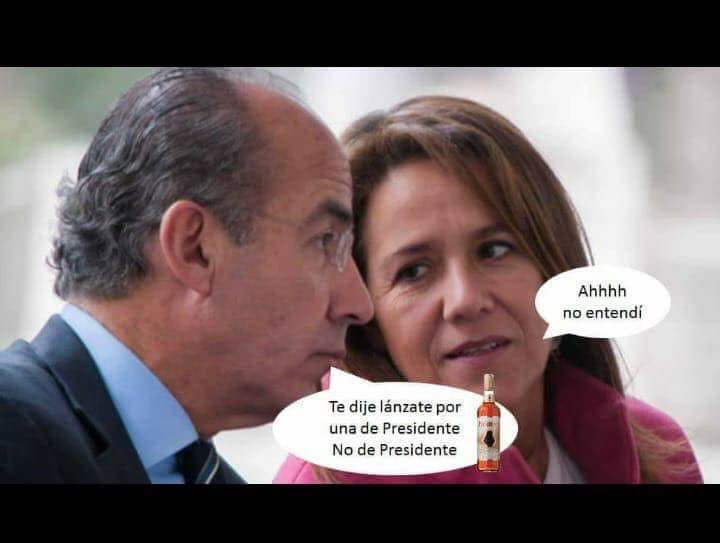 Ahhhh
no entendí
Te dije lánzate por
una de Presidente
No de Presidente